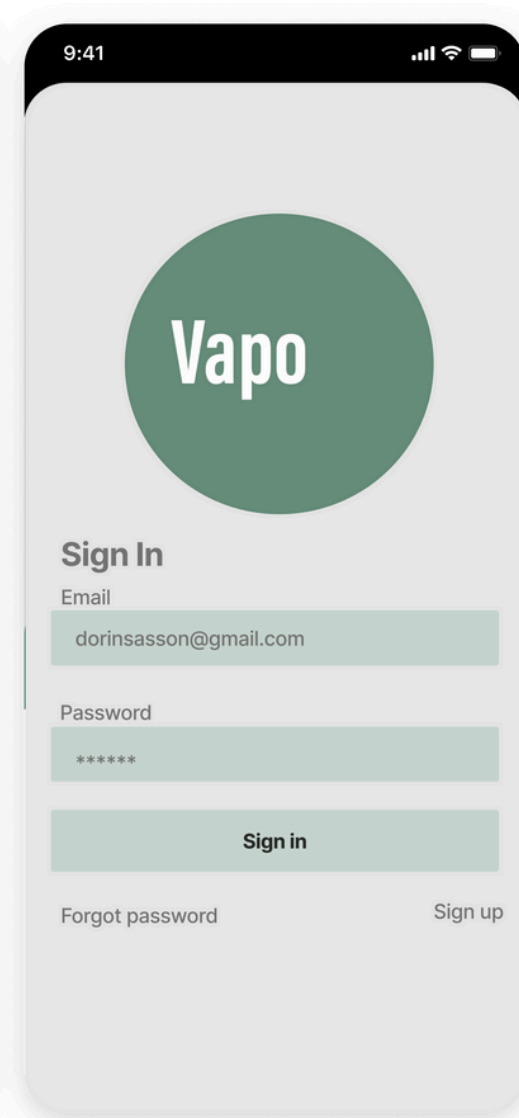 9:41
Vapo
Sign In
Email
dorinsasson@gmail.com
Password
******
Sign in
Forgot password
Sign up